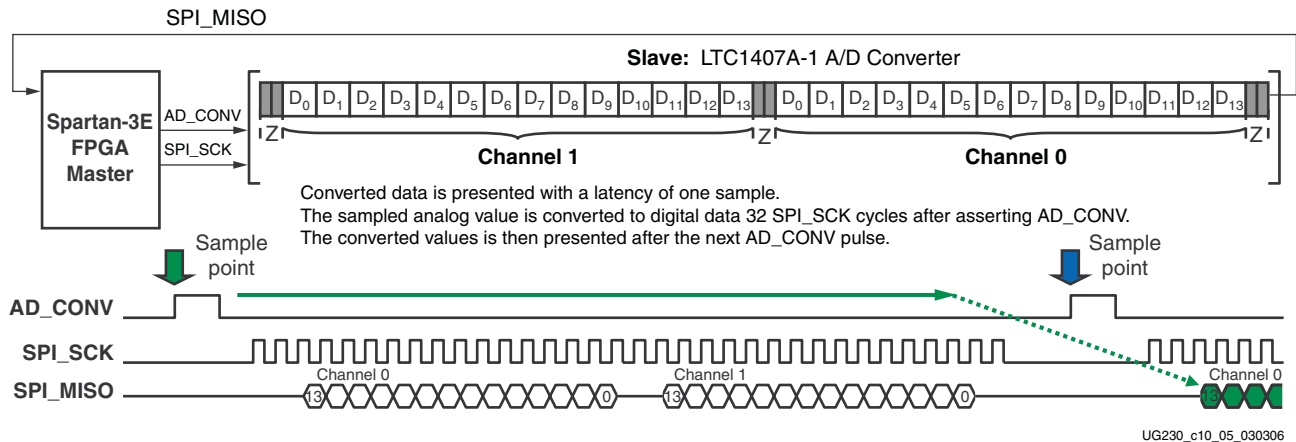 SPI_MISO
Slave: LTC1407A-1 A/D Converter
Spartan-3E
FPGA
Master
AD_CONV
SPI_SCK
D0 D1 D2 D3 D4 D5 D6 D7 D8 D9 D10 D11 D12 D13 D0 D1 D2 D3 D4 D5 D6 D7 D8 D9 D10 D11 D12 D13
Z Z Z
Channel 1 Channel 0
Converted data is presented with a latency of one sample.
The sampled analog value is converted to digital data 32 SPI_SCK cycles after asserting AD_CONV.
The converted values is then presented after the next AD_CONV pulse.
Sample
point
Sample
point
AD_CONV
SPI_SCK
Channel 0 Channel 1 Channel 0
SPI_MISO 13 0 13 0 13
UG230_c10_05_030306